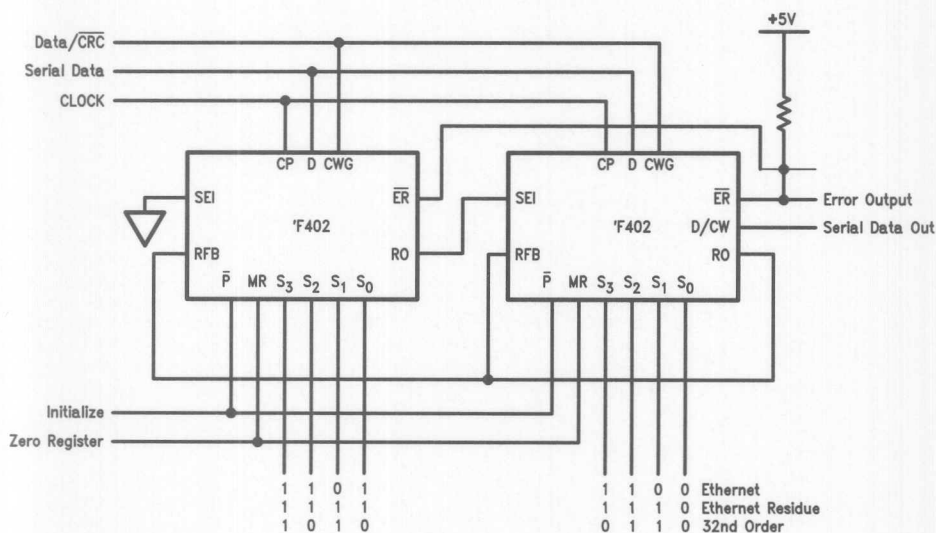 +5V
Data/CRC
Serial Data
CLOCK
CP D CWG
CP D CWG
SEI
ER
SEI
ER
Error Output
'F402
'F402
D/CW
Serial Data Out
RFB
RO
RFB
RO
P MR S3 S2 S1 S0
P MR S3 S2 S1 S0
Initialize
Zero Register
1 1 0 1
1 1 0 0 Ethernet
1 1 1 1
1 1 1 0 Ethernet Residue
1 0 1 0
0 1 1 0 32nd Order